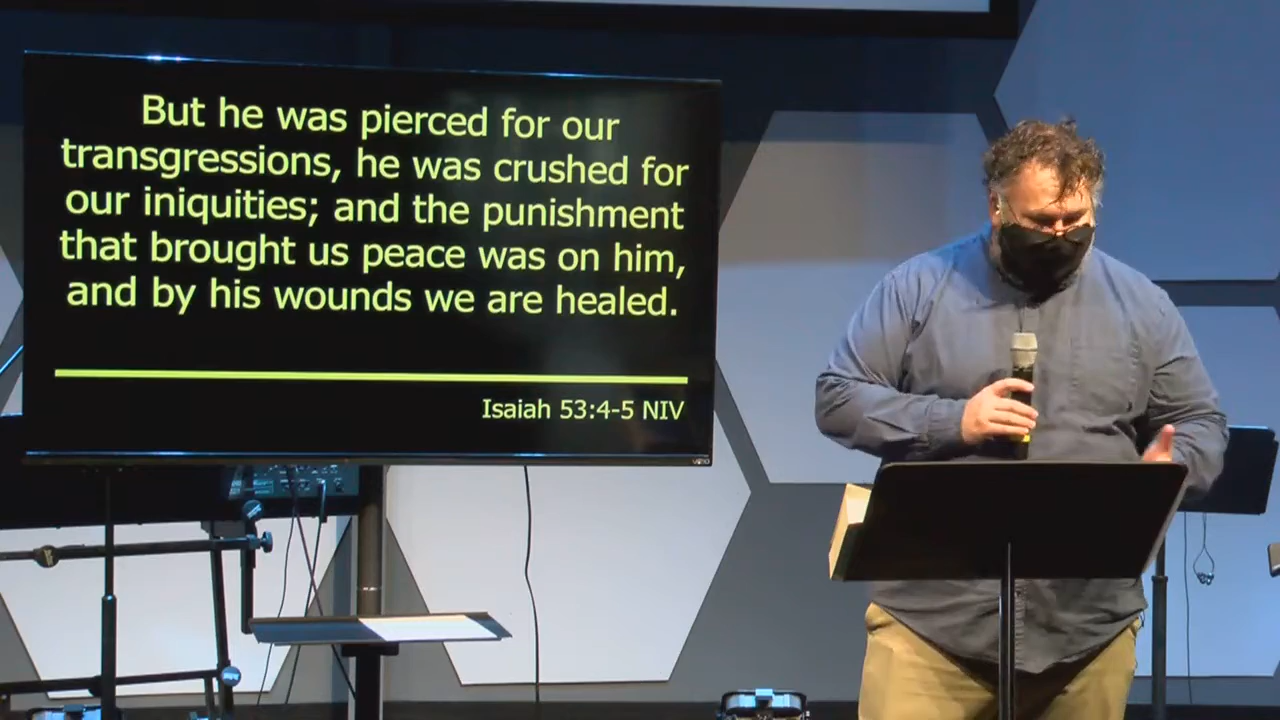 But he was pierced for our
transgressions, he was crushed for
our iniquities; and the punishment
that brought us peace was on him,
and by his wounds we are healed.
Isaiah 53:4-5 NIV
VIZIO